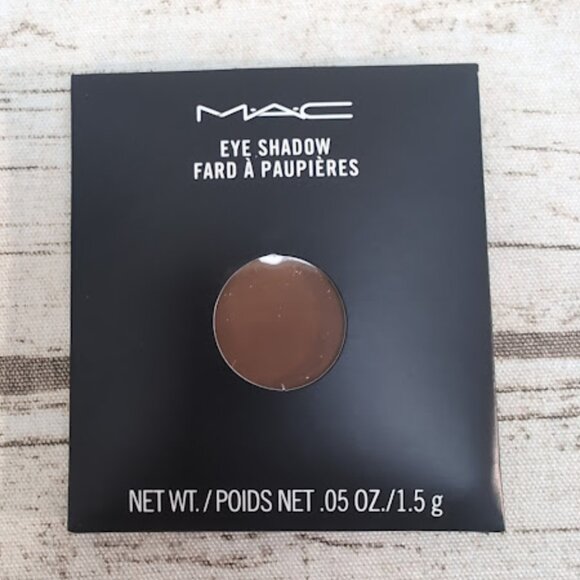 M·A·C
EYE SHADOW
FARD À PAUPIÈRES
NET WT./POIDS NET .05 OZ./1.5 g